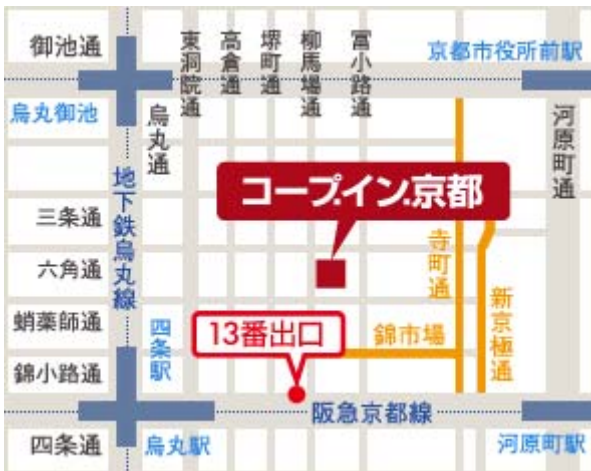 御池通
東洞院通
高倉通
堺町通
柳馬場通
富小路通
京都市役所前駅
烏丸御池
烏丸通
河原町通
地下鉄烏丸線
コープ.イン.京都
三条通
六角通
寺町通
新京極通
蛸薬師通
四条駅
13番出口
錦市場
錦小路通
阪急京都線
四条通
烏丸駅
河原町駅